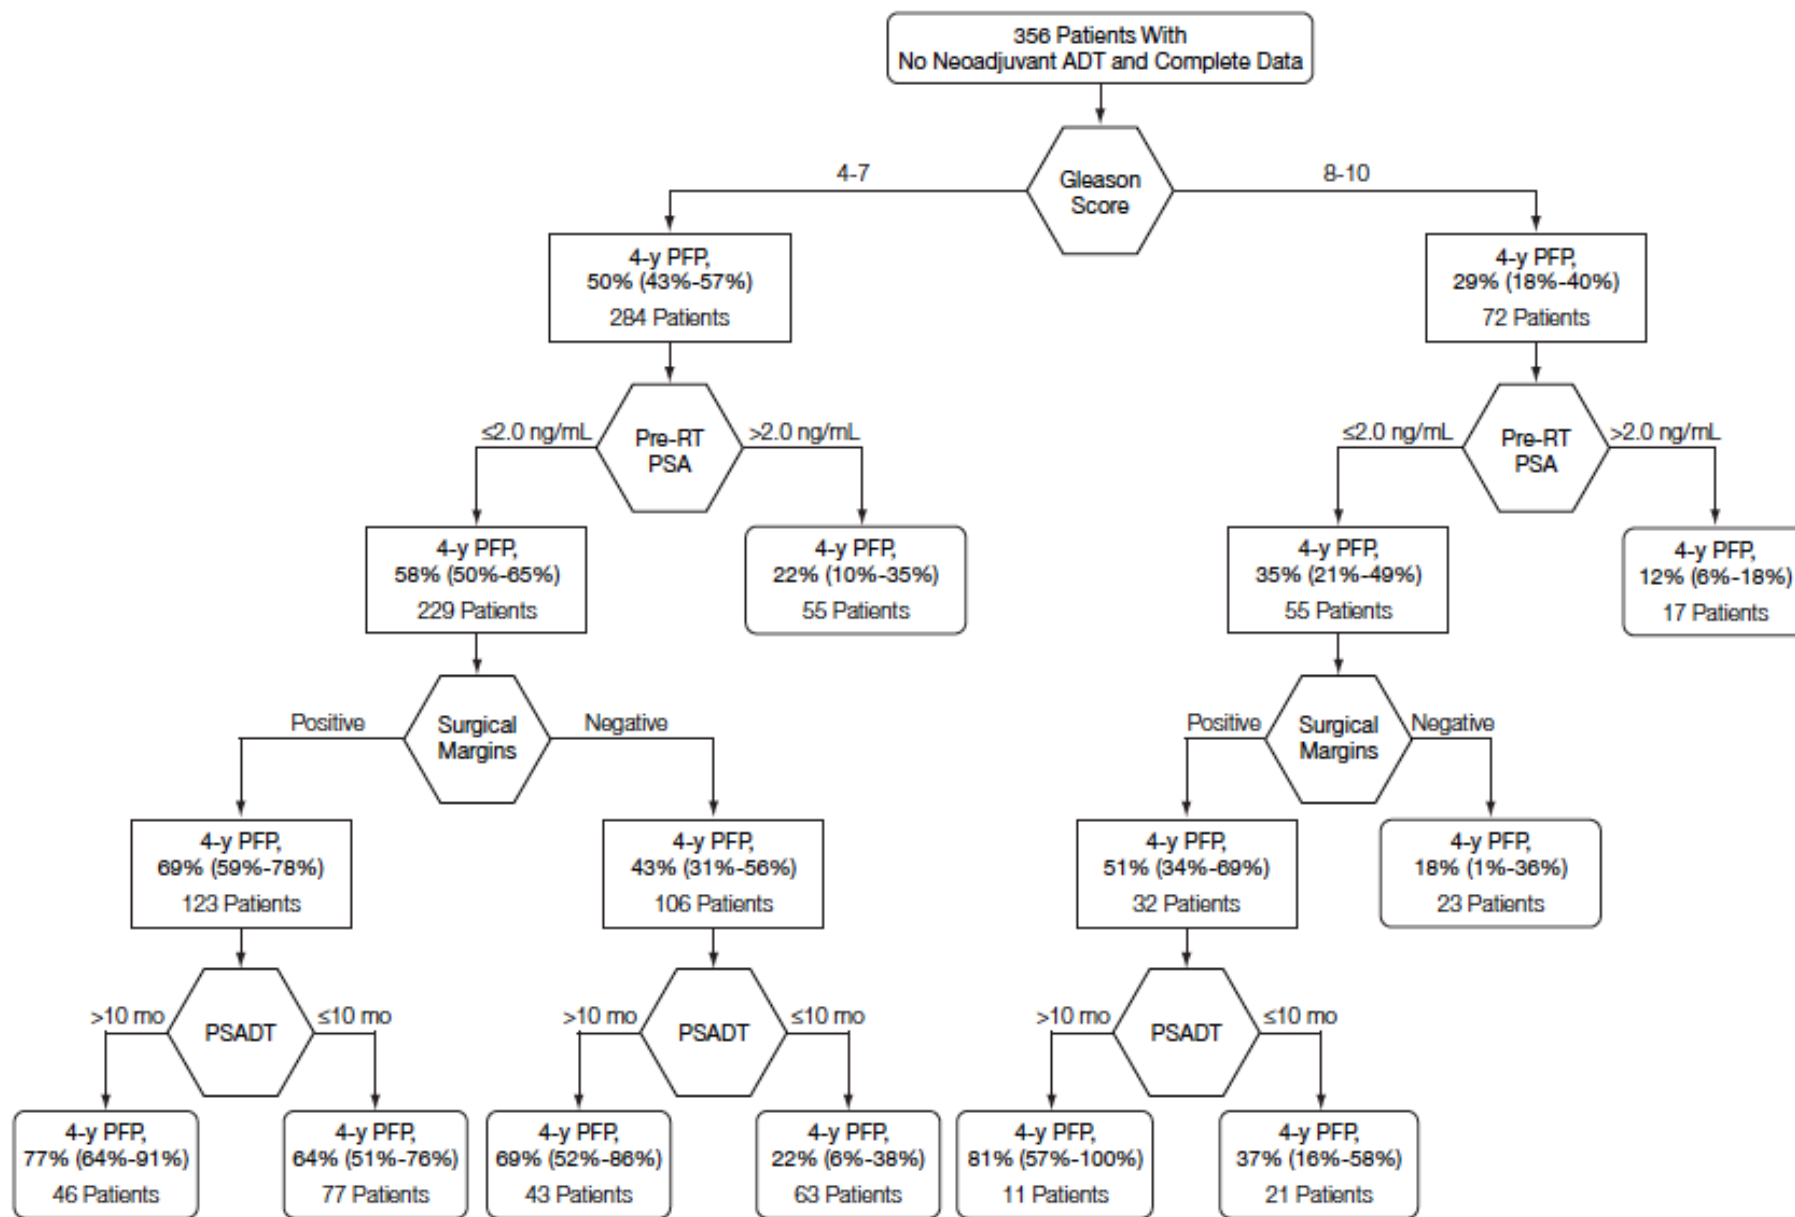 356 Patients With
No Neoadjuvant ADT and Complete Data
4-7
Gleason
Score
8-10
4-y PFP,
50% (43%-57%)
284 Patients
4-y PFP,
29% (18%-40%)
72 Patients
≤2.0 ng/mL
Pre-RT
PSA
>2.0 ng/mL
≤2.0 ng/mL
Pre-RT
PSA
>2.0 ng/mL
4-y PFP,
58% (50%-65%)
229 Patients
4-y PFP,
22% (10%-35%)
55 Patients
4-y PFP,
35% (21%-49%)
55 Patients
4-y PFP,
12% (6%-18%)
17 Patients
Positive
Surgical
Margins
Negative
Positive
Surgical
Margins
Negative
4-y PFP,
69% (59%-78%)
123 Patients
4-y PFP,
43% (31%-56%)
106 Patients
4-y PFP,
51% (34%-69%)
32 Patients
4-y PFP,
18% (1%-36%)
23 Patients
>10 mo
PSADT
≤10 mo
>10 mo
PSADT
≤10 mo
>10 mo
PSADT
≤10 mo
4-y PFP,
77% (64%-91%)
46 Patients
4-y PFP,
64% (51%-76%)
77 Patients
4-y PFP,
69% (52%-86%)
43 Patients
4-y PFP,
22% (6%-38%)
63 Patients
4-y PFP,
81% (57%-100%)
11 Patients
4-y PFP,
37% (16%-58%)
21 Patients